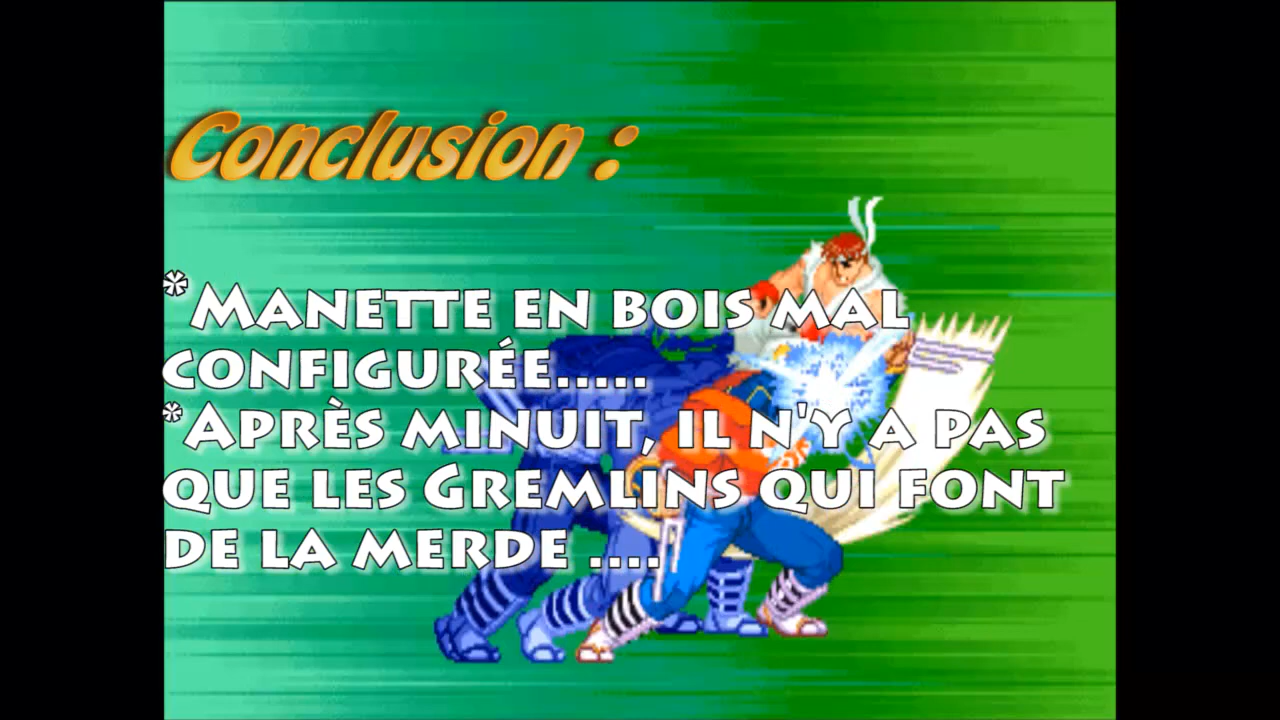 Conclusion :
*Manette en bois mal
configurée.....
*Après minuit, il n'y a pas
que les Gremlins qui font
de la merde ....